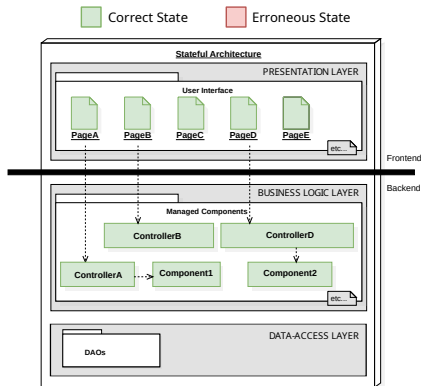 Correct State
Erroneous State
Stateful Architecture
PRESENTATION LAYER
User Interface
PageA
PageB
PageC
PageD
PageE
etc...
Frontend
Backend
BUSINESS LOGIC LAYER
Managed Components
ControllerB
ControllerD
ControllerA
Component1
Component2
etc...
DATA-ACCESS LAYER
DAOs